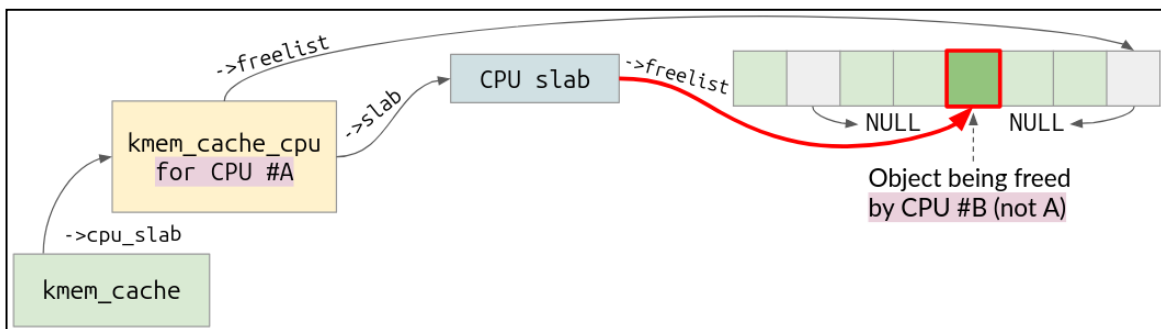 ->freelist
kmem_cache_cpu
for CPU #A
->slab
CPU slab
->freelist
NULL
NULL
Object being freed
by CPU #B (not A)
->cpu_slab
kmem_cache